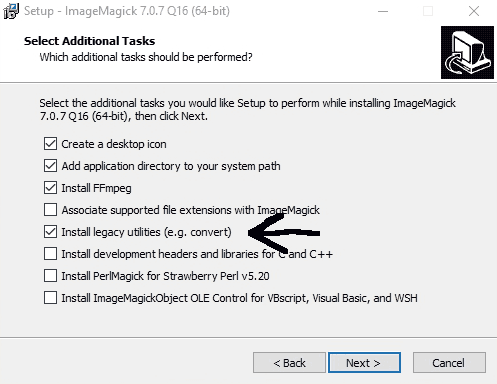 Setup - ImageMagick 7.0.7 Q16 (64-bit)
Select Additional Tasks
Which additional tasks should be performed?
Select the additional tasks you would like Setup to perform while installing ImageMagick
7.0.7 Q16 (64-bit), then click Next.
Create a desktop icon
Add application directory to your system path
Install FFmpeg
Associate supported file extensions with ImageMagick
Install legacy utilities (e.g. convert)
Install development headers and libraries for C and C++
Install PerlMagick for Strawberry Perl v5.20
Install ImageMagickObject OLE Control for VBscript, Visual Basic, and WSH
< Back
Next >
Cancel